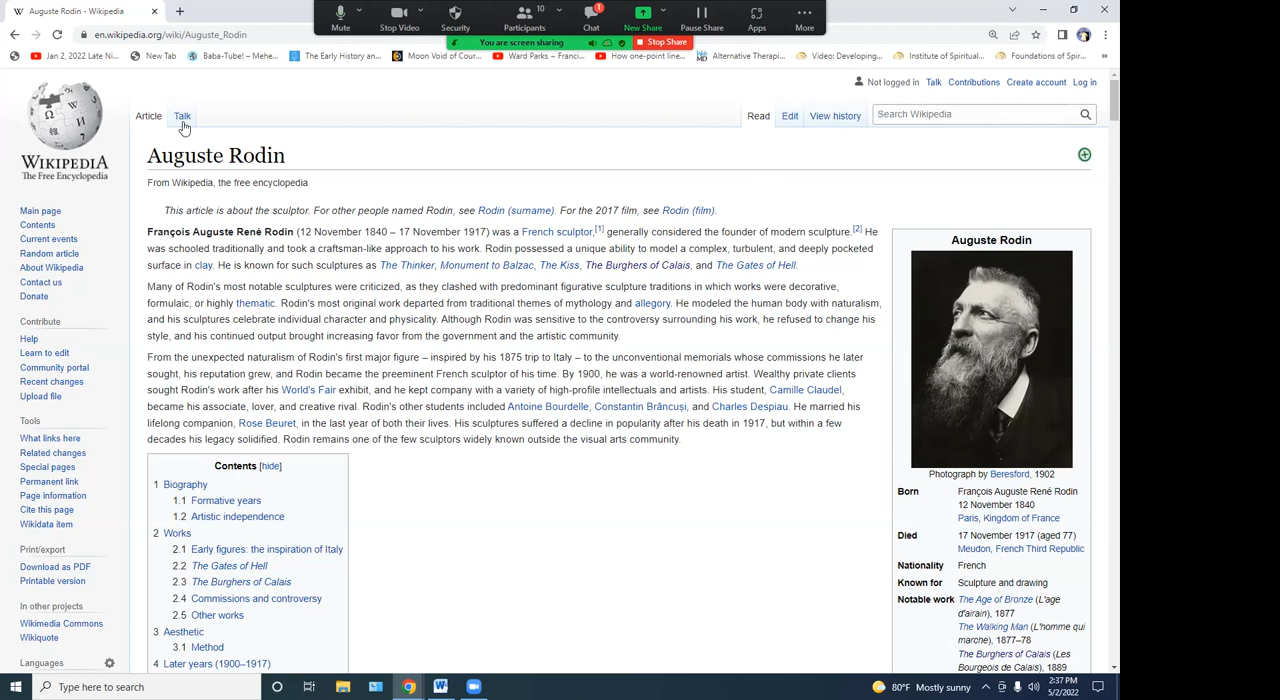 Auguste Rodin - Wikipedia
10
1
Mute
Stop Video
Security
Participants
Chat
New Share
Pause Share
Apps
More
You are screen sharing
Stop Share
en.wikipedia.org/wiki/Auguste_Rodin
Jan 2, 2022 Late Ni...
New Tab
Baba-Tube! – Mehe...
The Early History an...
Moon Void of Cour...
Ward Parks – Franci...
How one-point line...
Alternative Therapi...
Video: Developing...
Institute of Spiritual...
Foundations of Spir...
Not logged in Talk Contributions Create account Log in
Article Talk
Read Edit View history
Search Wikipedia
WIKIPEDIA
The Free Encyclopedia
Main page
Contents
Current events
Random article
About Wikipedia
Contact us
Donate
Contribute
Help
Learn to edit
Community portal
Recent changes
Upload file
Tools
What links here
Related changes
Special pages
Permanent link
Page information
Cite this page
Wikidata item
Print/export
Download as PDF
Printable version
In other projects
Wikimedia Commons
Wikiquote
Languages
Auguste Rodin
From Wikipedia, the free encyclopedia
This article is about the sculptor. For other people named Rodin, see Rodin (surname). For the 2017 film, see Rodin (film).
François Auguste René Rodin (12 November 1840 – 17 November 1917) was a French sculptor,[1] generally considered the founder of modern sculpture.[2] He
was schooled traditionally and took a craftsman-like approach to his work. Rodin possessed a unique ability to model a complex, turbulent, and deeply pocketed
surface in clay. He is known for such sculptures as The Thinker, Monument to Balzac, The Kiss, The Burghers of Calais, and The Gates of Hell.
Many of Rodin's most notable sculptures were criticized, as they clashed with predominant figurative sculpture traditions in which works were decorative,
formulaic, or highly thematic. Rodin's most original work departed from traditional themes of mythology and allegory. He modeled the human body with naturalism,
and his sculptures celebrate individual character and physicality. Although Rodin was sensitive to the controversy surrounding his work, he refused to change his
style, and his continued output brought increasing favor from the government and the artistic community.
From the unexpected naturalism of Rodin's first major figure – inspired by his 1875 trip to Italy – to the unconventional memorials whose commissions he later
sought, his reputation grew, and Rodin became the preeminent French sculptor of his time. By 1900, he was a world-renowned artist. Wealthy private clients
sought Rodin's work after his World's Fair exhibit, and he kept company with a variety of high-profile intellectuals and artists. His student, Camille Claudel,
became his associate, lover, and creative rival. Rodin's other students included Antoine Bourdelle, Constantin Brâncuși, and Charles Despiau. He married his
lifelong companion, Rose Beuret, in the last year of both their lives. His sculptures suffered a decline in popularity after his death in 1917, but within a few
decades his legacy solidified. Rodin remains one of the few sculptors widely known outside the visual arts community.
Contents [hide]
1 Biography
1.1 Formative years
1.2 Artistic independence
2 Works
2.1 Early figures: the inspiration of Italy
2.2 The Gates of Hell
2.3 The Burghers of Calais
2.4 Commissions and controversy
2.5 Other works
3 Aesthetic
3.1 Method
4 Later years (1900–1917)
Auguste Rodin
Photograph by Beresford, 1902
Born François Auguste René Rodin
12 November 1840
Paris, Kingdom of France
Died 17 November 1917 (aged 77)
Meudon, French Third Republic
Nationality French
Known for Sculpture and drawing
Notable work The Age of Bronze (L'age
d'airain), 1877
The Walking Man (L'homme qui
marche), 1877–78
The Burghers of Calais (Les
Bourgeois de Calais), 1889
Type here to search
80°F Mostly sunny
2:37 PM
5/2/2022